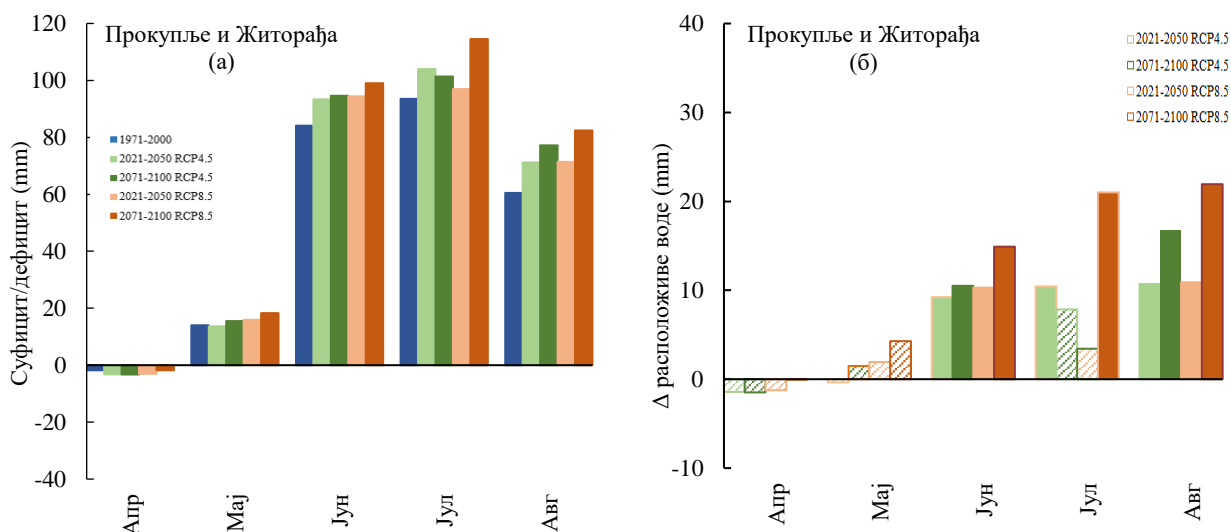 Прокупље и Житорађа
(а)
Суфицит/дефицит (mm)
120
100
80
60
40
20
0
-20
-40
1971-2000
2021-2050 RCP4.5
2071-2100 RCP4.5
2021-2050 RCP8.5
2071-2100 RCP8.5
Апр
Мај
Јун
Јул
Авг
Прокупље и Житорађа
(б)
Δ расположиве воде (mm)
40
30
20
10
0
-10
2021-2050 RCP4.5
2071-2100 RCP4.5
2021-2050 RCP8.5
2071-2100 RCP8.5
Апр
Мај
Јун
Јул
Авг